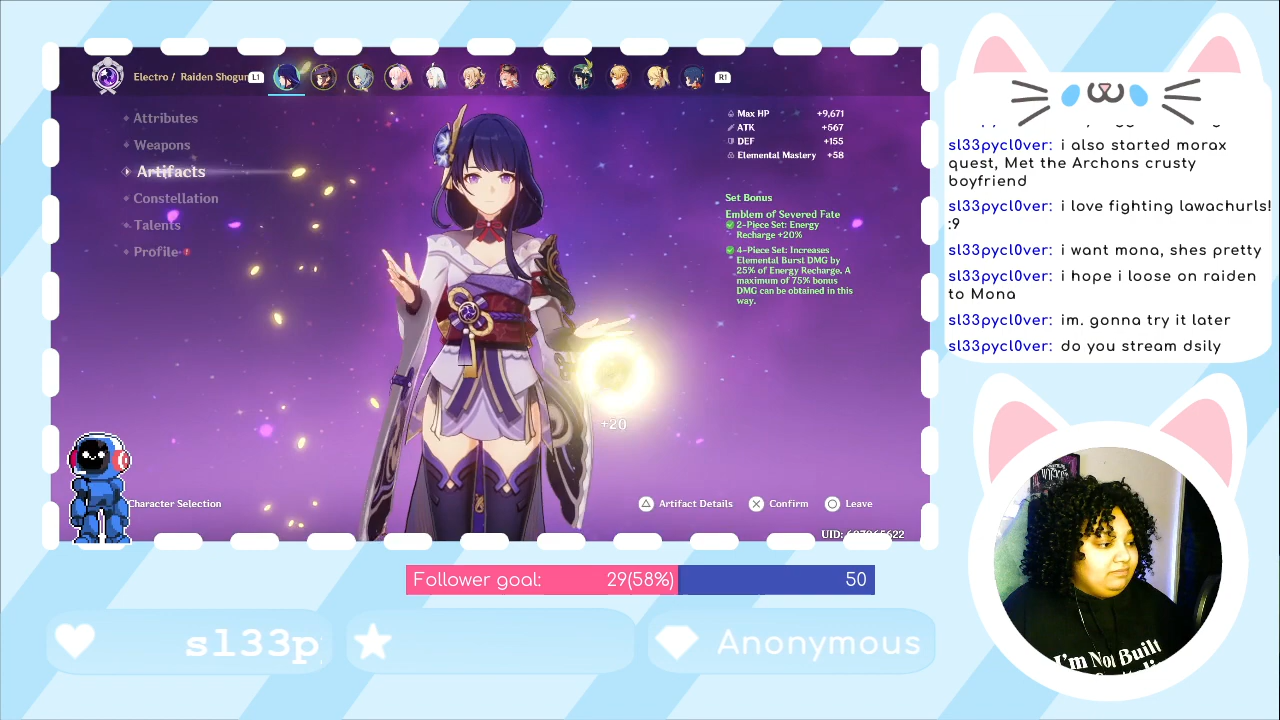 Electro / Raiden Shogun
L1
R1
Attributes
Weapons
Artifacts
Constellation
Talents
Profile
Max HP +9,671
ATK +567
DEF +155
Elemental Mastery +58
Set Bonus
Emblem of Severed Fate
2-Piece Set: Energy
Recharge +20%
4-Piece Set: Increases
Elemental Burst DMG by
25% of Energy Recharge. A
maximum of 75% bonus
DMG can be obtained in this
way.
+20
Character Selection
Artifact Details
Confirm
Leave
UID:
Follower goal: 29(58%) 50
sl33p
Anonymous
sl33pycl0ver: i also started morax
quest, Met the Archons crusty
boyfriend
sl33pycl0ver: i love fighting lawachurls!
:9
sl33pycl0ver: i want mona, shes pretty
sl33pycl0ver: i hope i loose on raiden
to Mona
sl33pycl0ver: im. gonna try it later
sl33pycl0ver: do you stream dsily
I'm Not Built